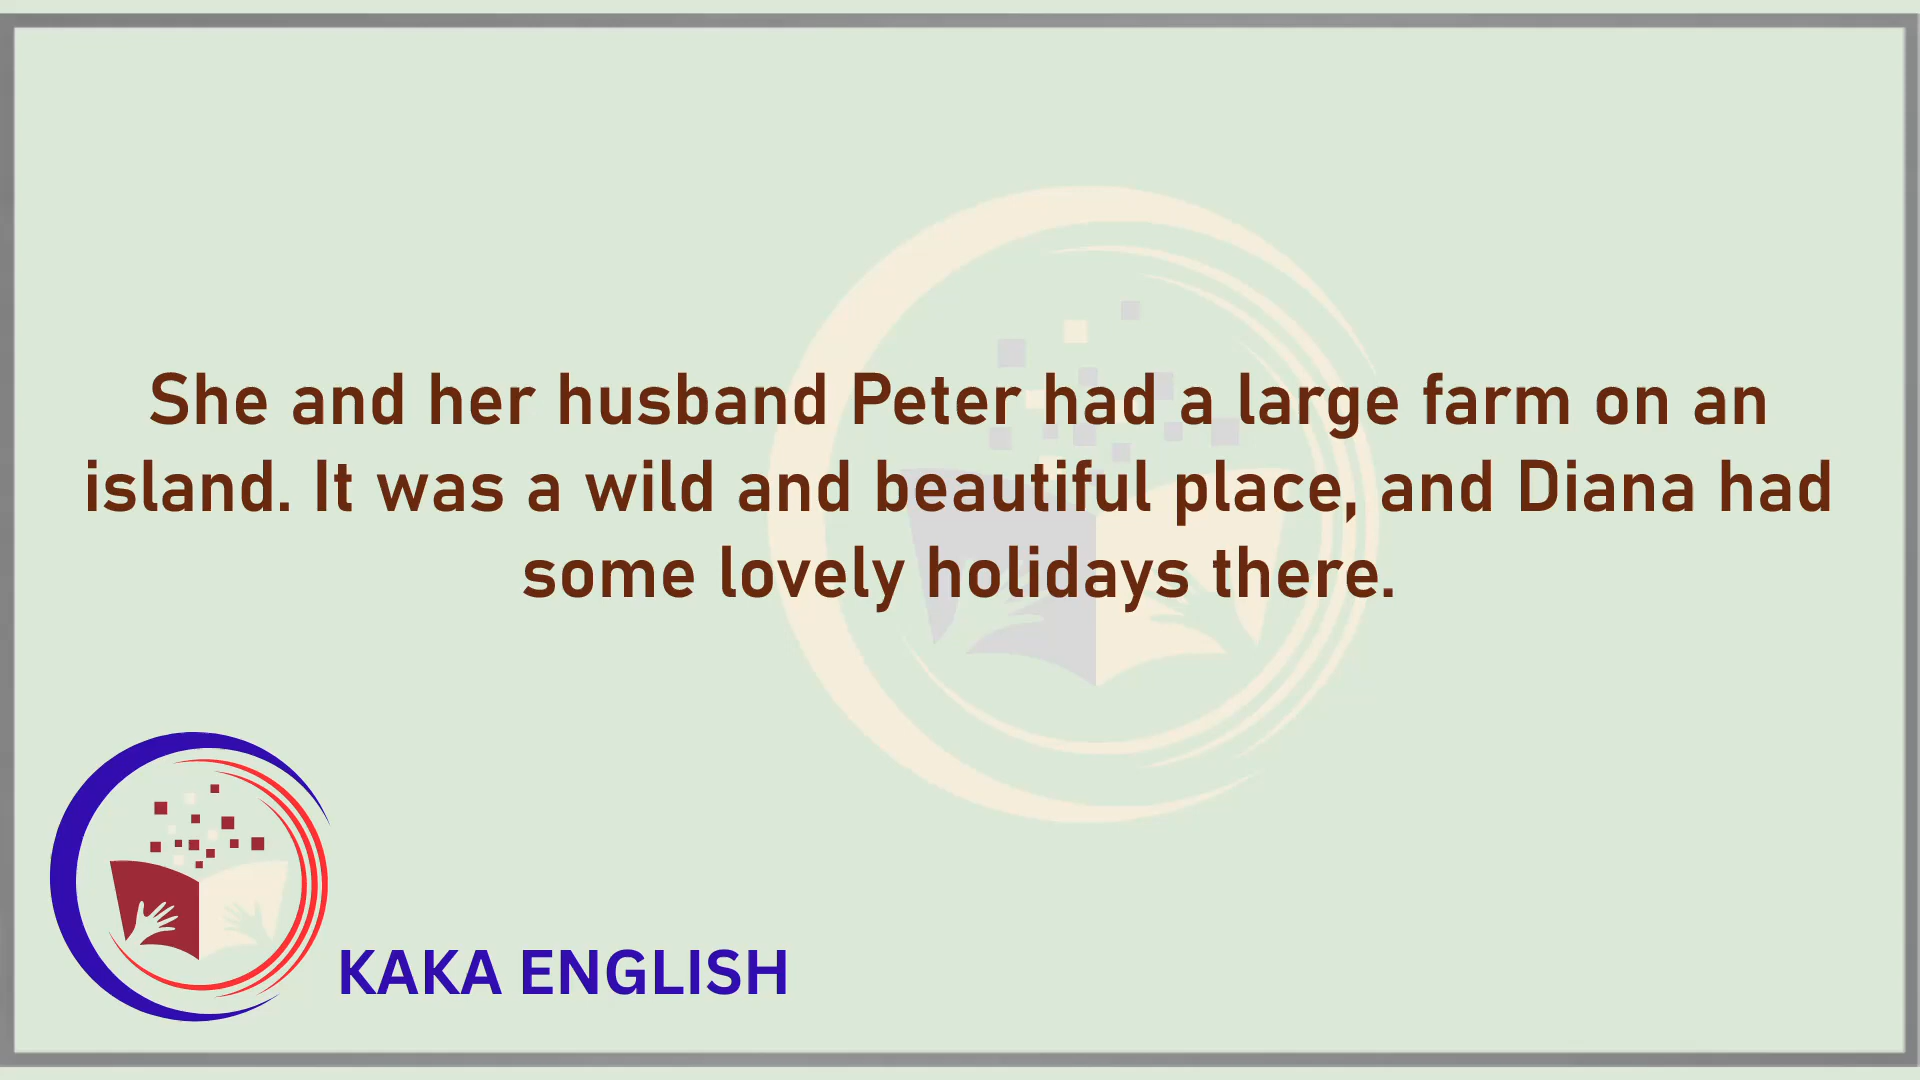 She and her husband Peter had a large farm on an
island. It was a wild and beautiful place, and Diana had
some lovely holidays there.
KAKA ENGLISH